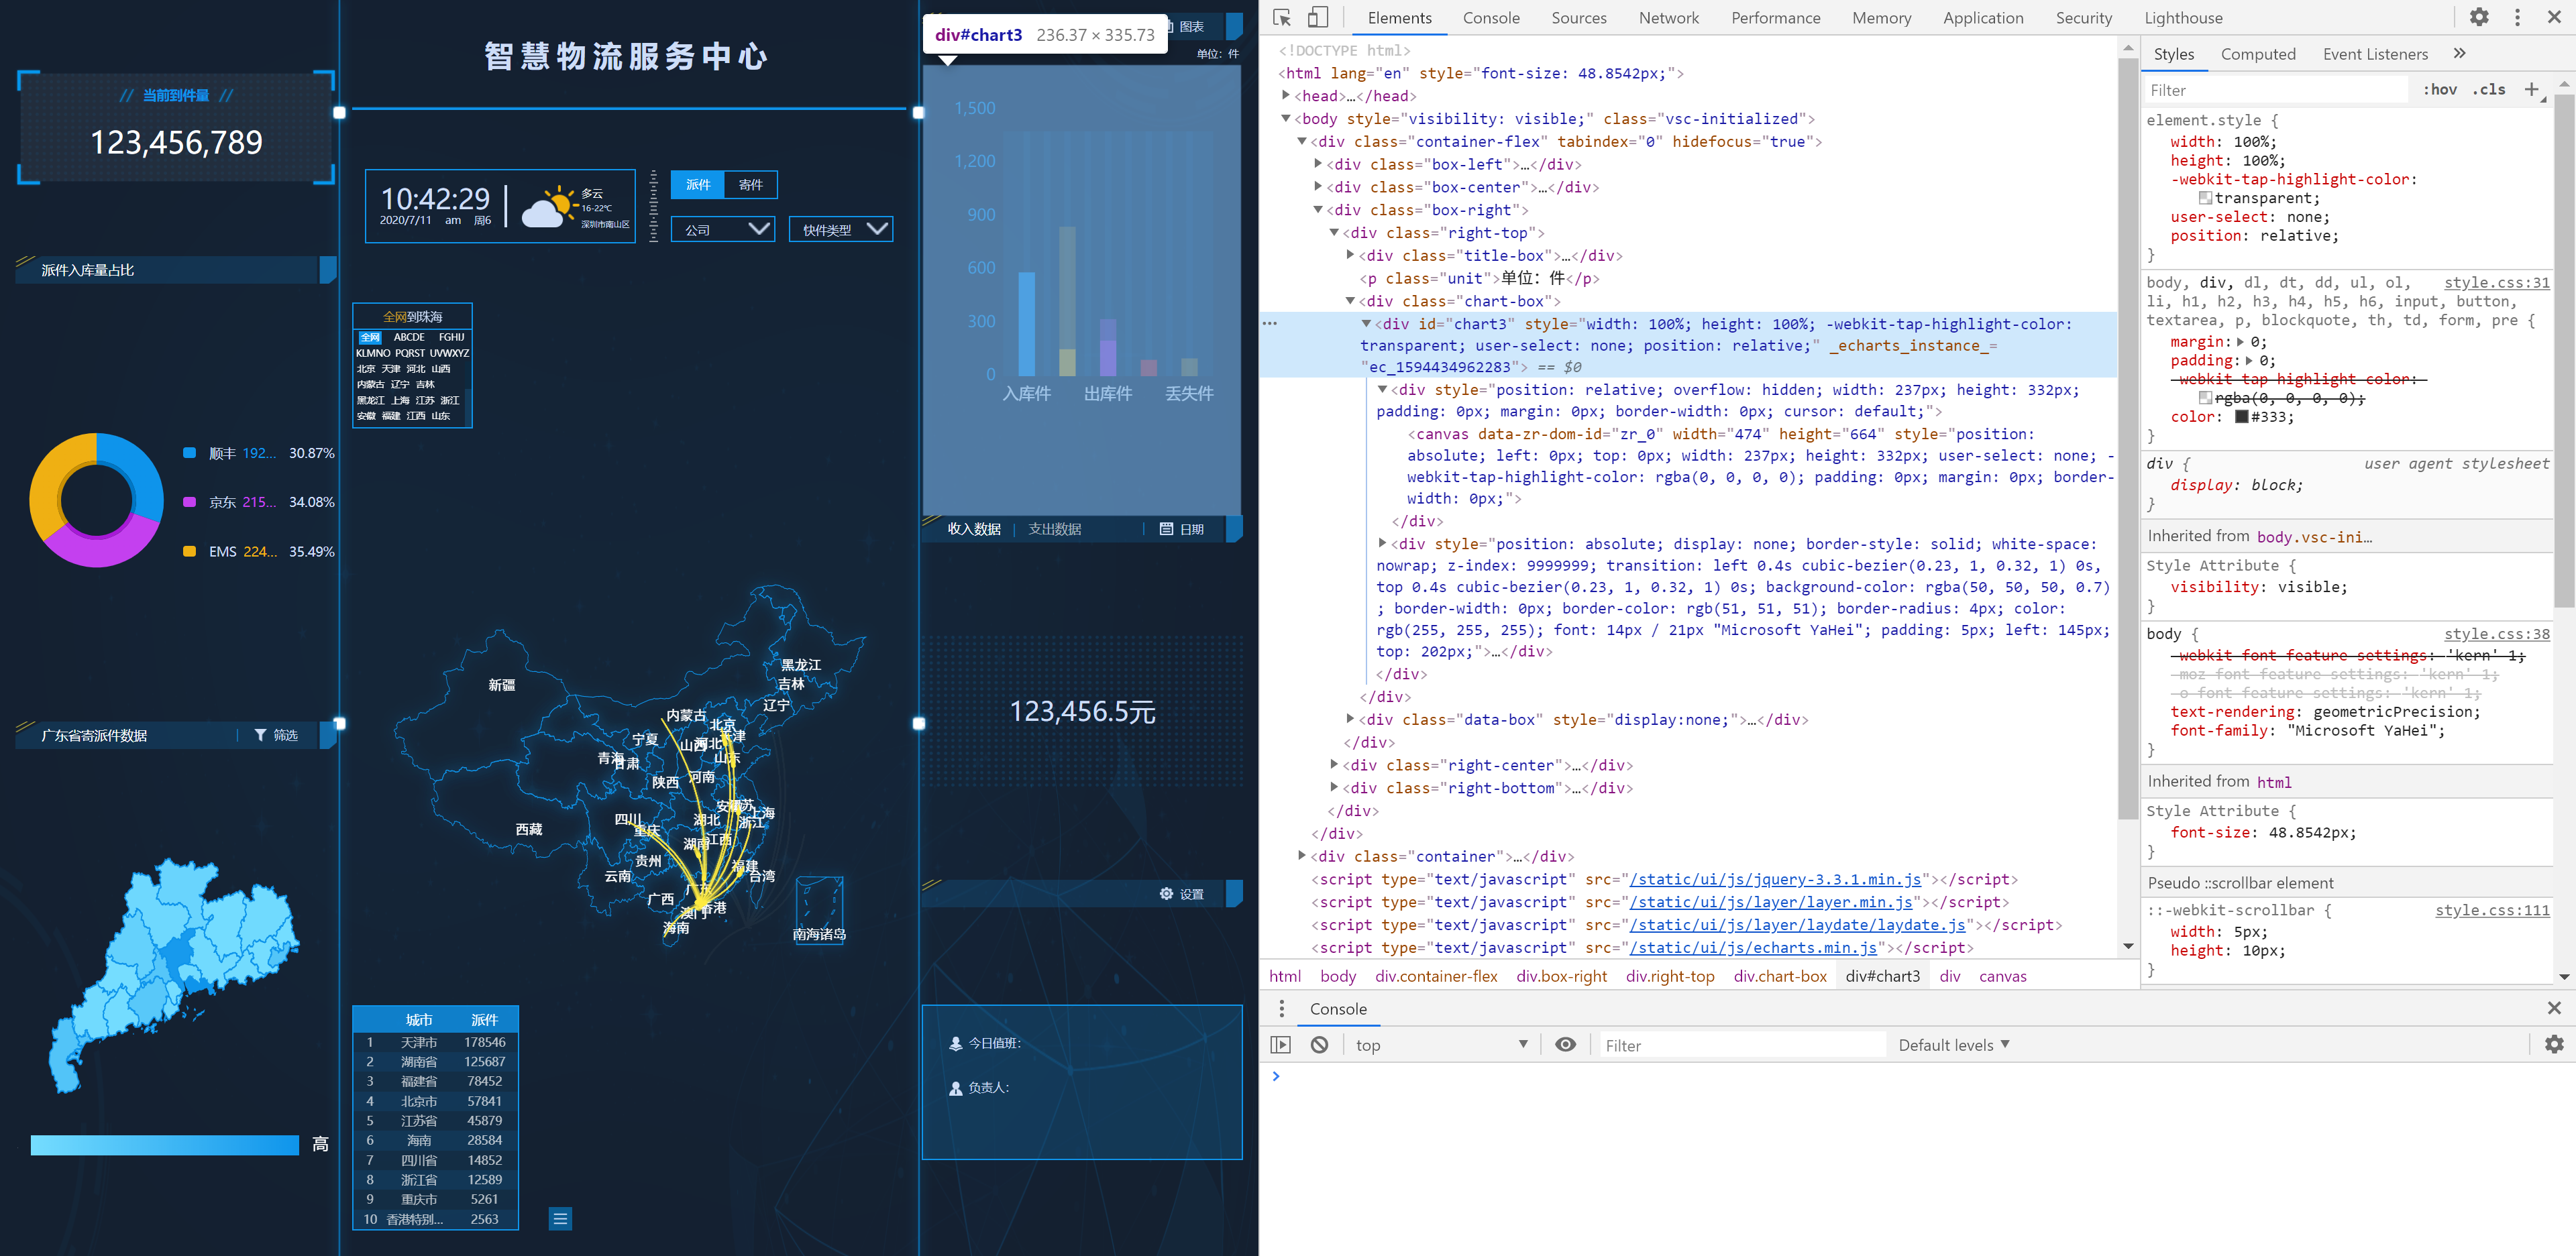 智慧物流服务中心
// 当前到件量 //
123,456,789
10:42:29
2020/7/11 am 周6
多云
16-22℃
深圳市南山区
派件 寄件
公司 快件类型
派件入库量占比
全网到珠海
全网 ABCDE FGHIJ
KLMNO PQRST UVWXYZ
北京 天津 河北 山西
内蒙古 辽宁 吉林
黑龙江 上海 江苏 浙江
安徽 福建 江西 山东
顺丰 192... 30.87%
京东 215... 34.08%
EMS 224... 35.49%
广东省寄派件数据 筛选
高
新疆
黑龙江
吉林
辽宁
内蒙古
北京
天津
宁夏
山西
河北
青海
甘肃
山东
陕西
河南
四川
重庆
湖北
上海
浙江
西藏
湖南
江西
贵州
福建
云南
台湾
广西
广东
澳门
香港
海南
南海诸岛
城市 派件
1 天津市 178546
2 湖南省 125687
3 福建省 78452
4 北京市 57841
5 江苏省 45879
6 海南 28584
7 四川省 14852
8 浙江省 12589
9 重庆市 5261
10 香港特别... 2563
div#chart3 236.37 × 335.73
图表
单位：件
1,500
1,200
900
600
300
0
入库件 出库件 丢失件
收入数据 支出数据 日期
123,456.5元
设置
今日值班：
负责人：
Elements Console Sources Network Performance Memory Application Security Lighthouse
<!DOCTYPE html>
<html lang="en" style="font-size: 48.8542px;">
<head>…</head>
<body style="visibility: visible;" class="vsc-initialized">
<div class="container-flex" tabindex="0" hidefocus="true">
<div class="box-left">…</div>
<div class="box-center">…</div>
<div class="box-right">
<div class="right-top">
<div class="title-box">…</div>
<p class="unit">单位：件</p>
<div class="chart-box">
<div id="chart3" style="width: 100%; height: 100%; -webkit-tap-highlight-color:
transparent; user-select: none; position: relative;" _echarts_instance_=
"ec_1594434962283"> == $0
<div style="position: relative; overflow: hidden; width: 237px; height: 332px;
padding: 0px; margin: 0px; border-width: 0px; cursor: default;">
<canvas data-zr-dom-id="zr_0" width="474" height="664" style="position:
absolute; left: 0px; top: 0px; width: 237px; height: 332px; user-select: none; -
webkit-tap-highlight-color: rgba(0, 0, 0, 0); padding: 0px; margin: 0px; border-
width: 0px;">
</div>
<div style="position: absolute; display: none; border-style: solid; white-space:
nowrap; z-index: 9999999; transition: left 0.4s cubic-bezier(0.23, 1, 0.32, 1) 0s,
top 0.4s cubic-bezier(0.23, 1, 0.32, 1) 0s; background-color: rgba(50, 50, 50, 0.7)
; border-width: 0px; border-color: rgb(51, 51, 51); border-radius: 4px; color:
rgb(255, 255, 255); font: 14px / 21px "Microsoft YaHei"; padding: 5px; left: 145px;
top: 202px;">…</div>
</div>
</div>
<div class="data-box" style="display:none;">…</div>
</div>
<div class="right-center">…</div>
<div class="right-bottom">…</div>
</div>
</div>
<div class="container">…</div>
<script type="text/javascript" src="/static/ui/js/jquery-3.3.1.min.js"></script>
<script type="text/javascript" src="/static/ui/js/layer/layer.min.js"></script>
<script type="text/javascript" src="/static/ui/js/layer/laydate/laydate.js"></script>
<script type="text/javascript" src="/static/ui/js/echarts.min.js"></script>
html body div.container-flex div.box-right div.right-top div.chart-box div#chart3 div canvas
Styles Computed Event Listeners »
Filter :hov .cls +
element.style {
width: 100%;
height: 100%;
-webkit-tap-highlight-color:
transparent;
user-select: none;
position: relative;
}
body, div, dl, dt, dd, ul, ol, style.css:31
li, h1, h2, h3, h4, h5, h6, input, button,
textarea, p, blockquote, th, td, form, pre {
margin: 0;
padding: 0;
-webkit-tap-highlight-color:
rgba(0, 0, 0, 0);
color: #333;
}
div { user agent stylesheet
display: block;
}
Inherited from body.vsc-ini…
Style Attribute {
visibility: visible;
}
body { style.css:38
-webkit-font-feature-settings: 'kern' 1;
-moz-font-feature-settings: 'kern' 1;
-o-font-feature-settings: 'kern' 1;
text-rendering: geometricPrecision;
font-family: "Microsoft YaHei";
}
Inherited from html
Style Attribute {
font-size: 48.8542px;
}
Pseudo ::scrollbar element
::-webkit-scrollbar { style.css:111
width: 5px;
height: 10px;
}
Console
top Filter Default levels